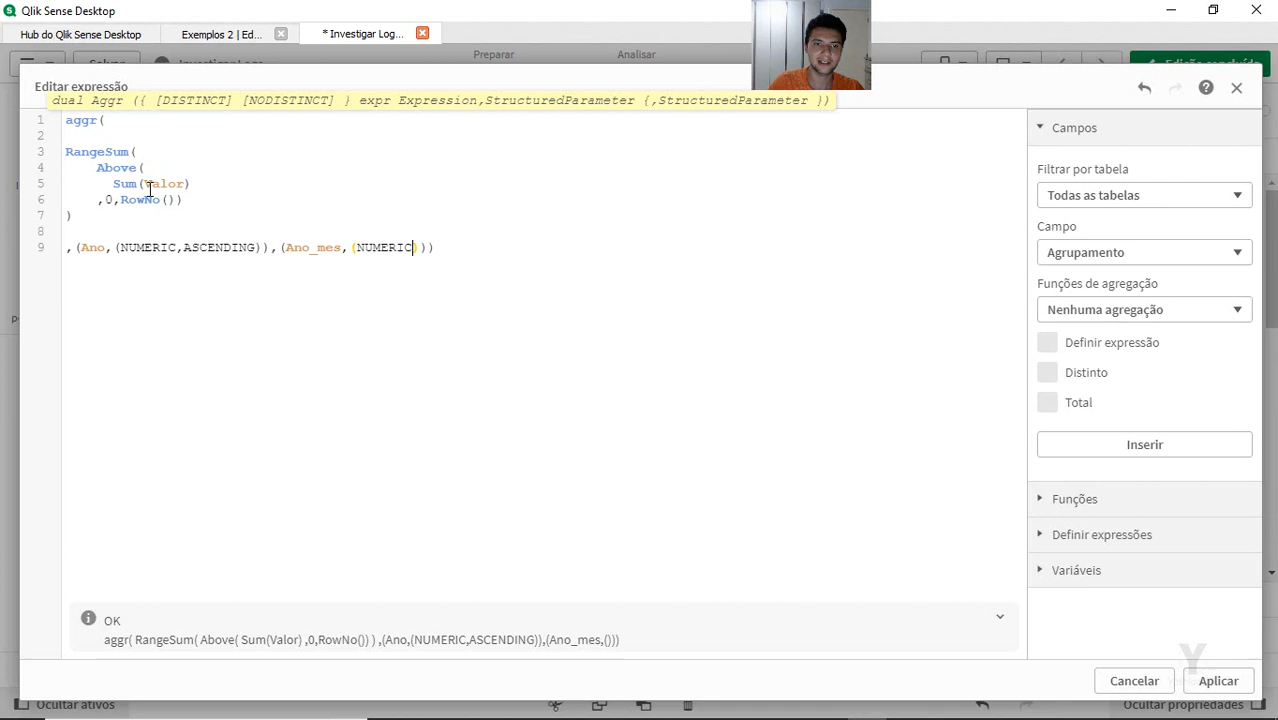 Qlik Sense Desktop
Hub do Qlik Sense Desktop
Exemplos 2 | Ed...
* Investigar Log...
Preparar
Analisar
Editar expressão
dual Aggr ({ [DISTINCT] [NODISTINCT] } expr Expression,StructuredParameter {,StructuredParameter })
1 aggr(
2
3 RangeSum(
4 Above(
5 Sum(Valor)
6 ,0,RowNo())
7 )
8
9 ,(Ano,(NUMERIC,ASCENDING)),(Ano_mes,(NUMERIC)))
Campos
Filtrar por tabela
Todas as tabelas
Campo
Agrupamento
Funções de agregação
Nenhuma agregação
Definir expressão
Distinto
Total
Inserir
Funções
Definir expressões
Variáveis
OK
aggr( RangeSum( Above( Sum(Valor) ,0,RowNo()) ) ,(Ano,(NUMERIC,ASCENDING)),(Ano_mes,()))
Cancelar
Aplicar
Ocultar ativos
Ocultar propriedades